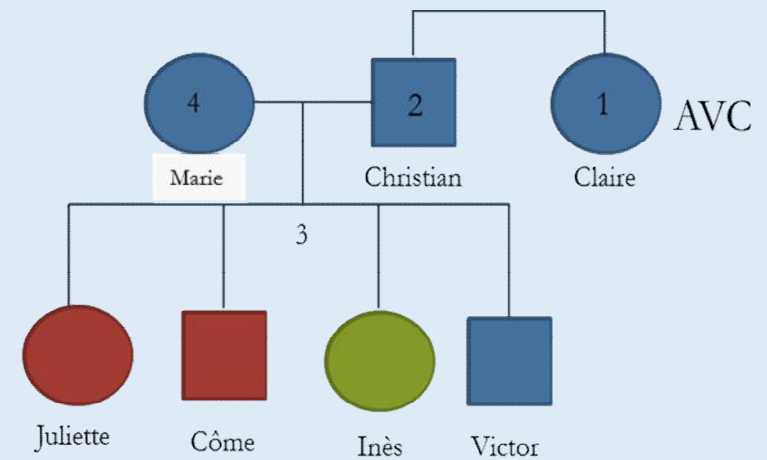 4
2
1
AVC
Marie
Christian
Claire
3
Juliette
Côme
Inès
Victor